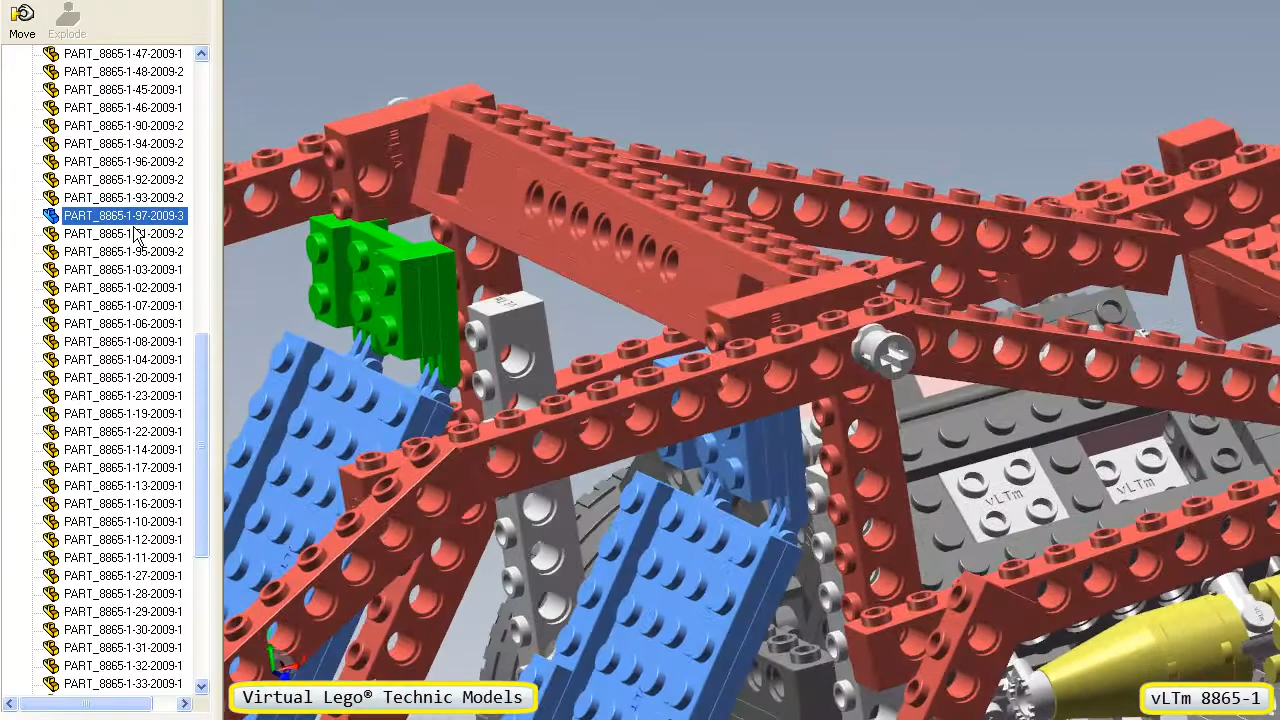 Move
Explode
PART_8865-1-47-2009-1
PART_8865-1-48-2009-2
PART_8865-1-45-2009-1
PART_8865-1-46-2009-1
PART_8865-1-90-2009-2
PART_8865-1-94-2009-2
PART_8865-1-96-2009-2
PART_8865-1-92-2009-2
PART_8865-1-93-2009-2
PART_8865-1-97-2009-3
PART_8865-1-
PART_8865-1-95-2009-2
PART_8865-1-03-2009-1
PART_8865-1-02-2009-1
PART_8865-1-07-2009-1
PART_8865-1-06-2009-1
PART_8865-1-08-2009-1
PART_8865-1-04-2009-1
PART_8865-1-20-2009-1
PART_8865-1-23-2009-1
PART_8865-1-19-2009-1
PART_8865-1-22-2009-1
PART_8865-1-14-2009-1
PART_8865-1-17-2009-1
PART_8865-1-13-2009-1
PART_8865-1-16-2009-1
PART_8865-1-10-2009-1
PART_8865-1-12-2009-1
PART_8865-1-11-2009-1
PART_8865-1-27-2009-1
PART_8865-1-28-2009-1
PART_8865-1-29-2009-1
PART_8865-1-30-2009-1
PART_8865-1-31-2009-1
PART_8865-1-32-2009-1
PART_8865-1-33-2009-1
vLTm
vLTm
Virtual Lego® Technic Models
vLTm 8865-1